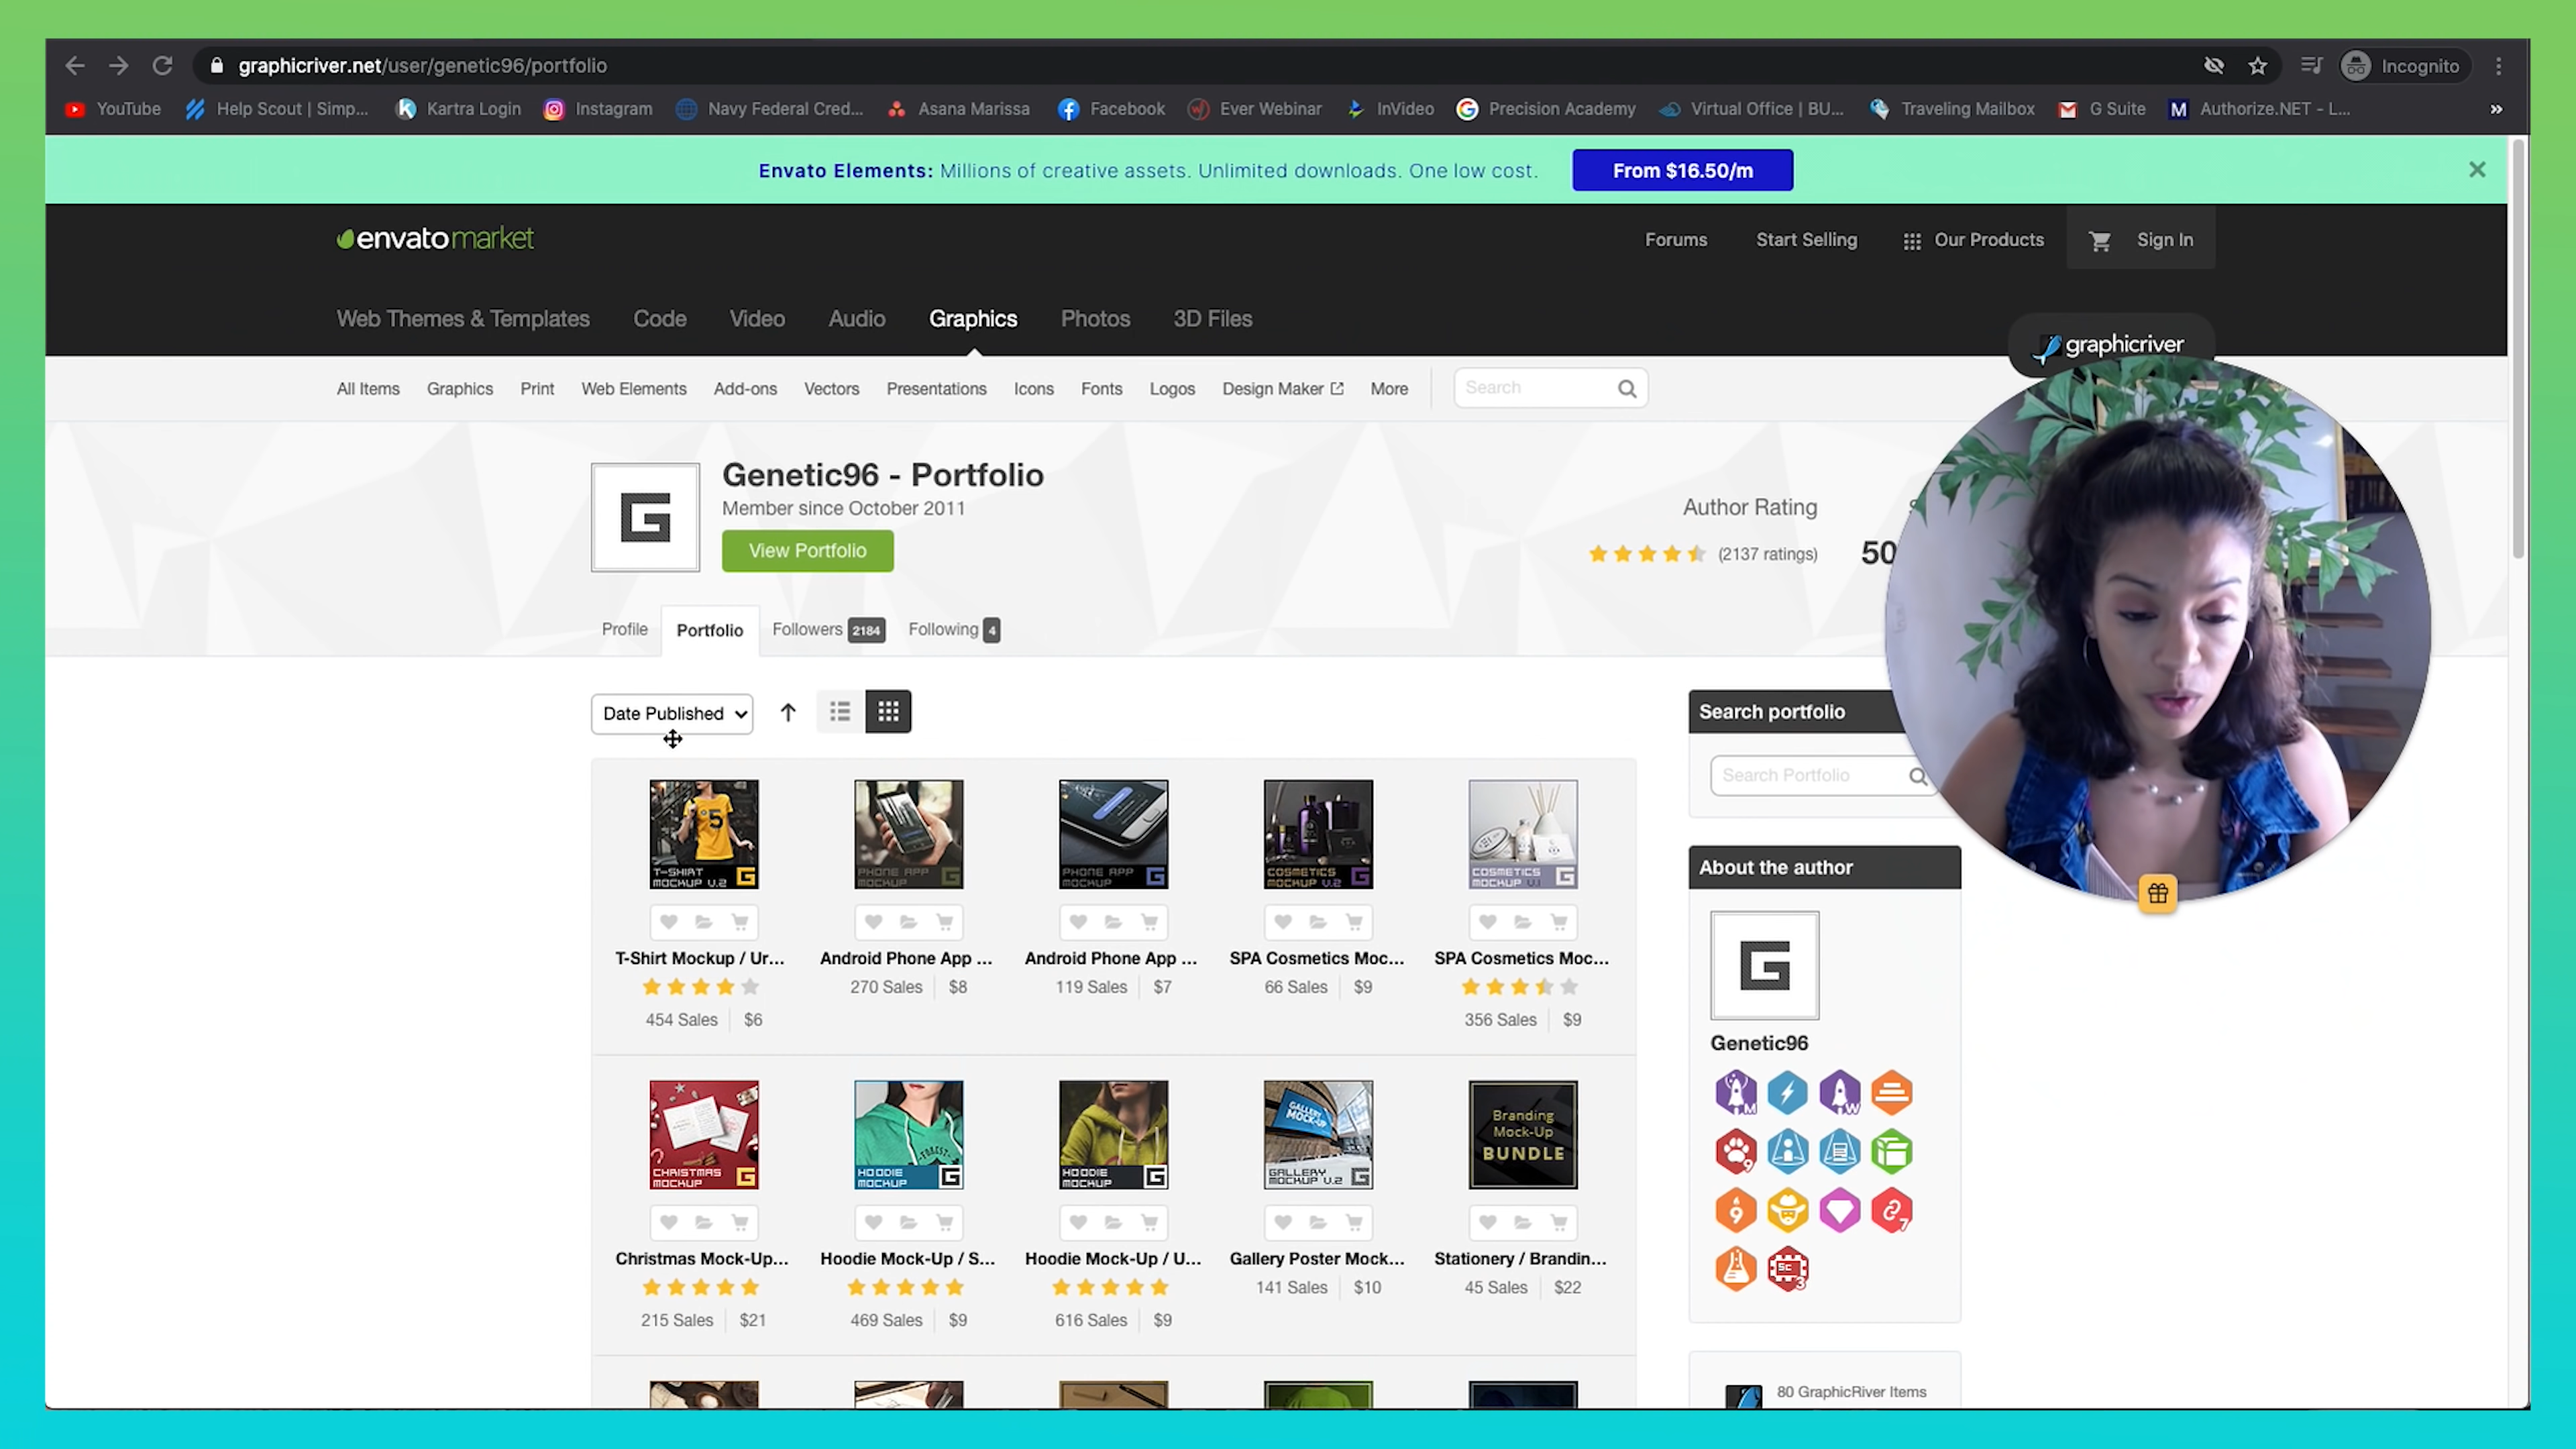 graphicriver.net/user/genetic96/portfolio
Incognito
YouTube Help Scout | Simp... Kartra Login Instagram Navy Federal Cred... Asana Marissa Facebook Ever Webinar InVideo Precision Academy Virtual Office | BU... Traveling Mailbox G Suite Authorize.NET - L...
Envato Elements: Millions of creative assets. Unlimited downloads. One low cost. From $16.50/m
envatomarket
Forums Start Selling Our Products Sign In
Web Themes & Templates Code Video Audio Graphics Photos 3D Files
graphicriver
All Items Graphics Print Web Elements Add-ons Vectors Presentations Icons Fonts Logos Design Maker More Search
Genetic96 - Portfolio
Member since October 2011
View Portfolio
Author Rating
(2137 ratings)
50
Profile Portfolio Followers 2184 Following 4
Date Published
Search portfolio
Search Portfolio
T-SHIRT MOCKUP V.2
PHONE APP MOCKUP
PHONE APP MOCKUP
COSMETICS MOCKUP V.2
COSMETICS MOCKUP V.1
T-Shirt Mockup / Ur... Android Phone App ... Android Phone App ... SPA Cosmetics Moc... SPA Cosmetics Moc...
270 Sales $8 119 Sales $7 66 Sales $9
454 Sales $6 356 Sales $9
CHRISTMAS MOCKUP
HOODIE MOCKUP
HOODIE MOCKUP
GALLERY MOCK-UP
GALLERY MOCKUP V.2
Branding
Mock-Up
BUNDLE
Christmas Mock-Up... Hoodie Mock-Up / S... Hoodie Mock-Up / U... Gallery Poster Mock... Stationery / Brandin...
141 Sales $10 45 Sales $22
215 Sales $21 469 Sales $9 616 Sales $9
About the author
Genetic96
80 GraphicRiver Items